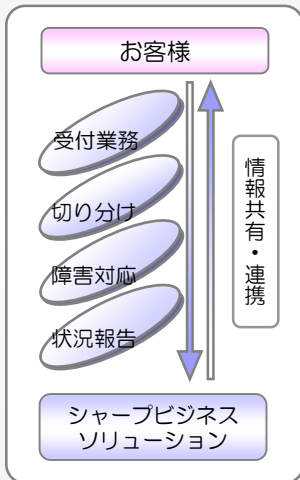 お客様
受付業務
切り分け
障害対応
状況報告
情報共有・連携
シャープビジネス
ソリューション